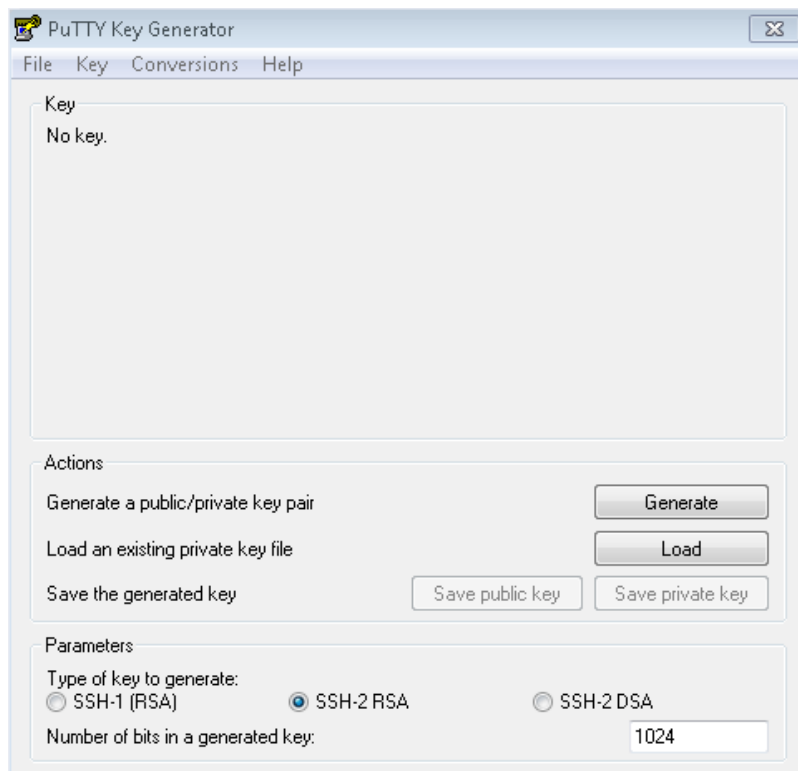 PuTTY Key Generator
File Key Conversions Help
Key
No key.
Actions
Generate a public/private key pair Generate
Load an existing private key file Load
Save the generated key Save public key Save private key
Parameters
Type of key to generate:
SSH-1 (RSA) SSH-2 RSA SSH-2 DSA
Number of bits in a generated key: 1024